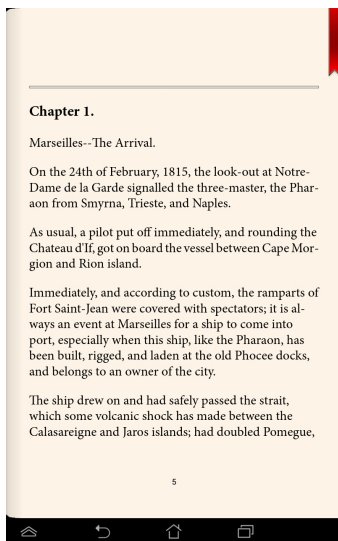 Chapter 1.
Marseilles--The Arrival.
On the 24th of February, 1815, the look-out at Notre-
Dame de la Garde signalled the three-master, the Phar-
aon from Smyrna, Trieste, and Naples.
As usual, a pilot put off immediately, and rounding the
Chateau d'If, got on board the vessel between Cape Mor-
gion and Rion island.
Immediately, and according to custom, the ramparts of
Fort Saint-Jean were covered with spectators; it is al-
ways an event at Marseilles for a ship to come into
port, especially when this ship, like the Pharaon, has
been built, rigged, and laden at the old Phocee docks,
and belongs to an owner of the city.
The ship drew on and had safely passed the strait,
which some volcanic shock has made between the
Calasareigne and Jaros islands; had doubled Pomegue,
5